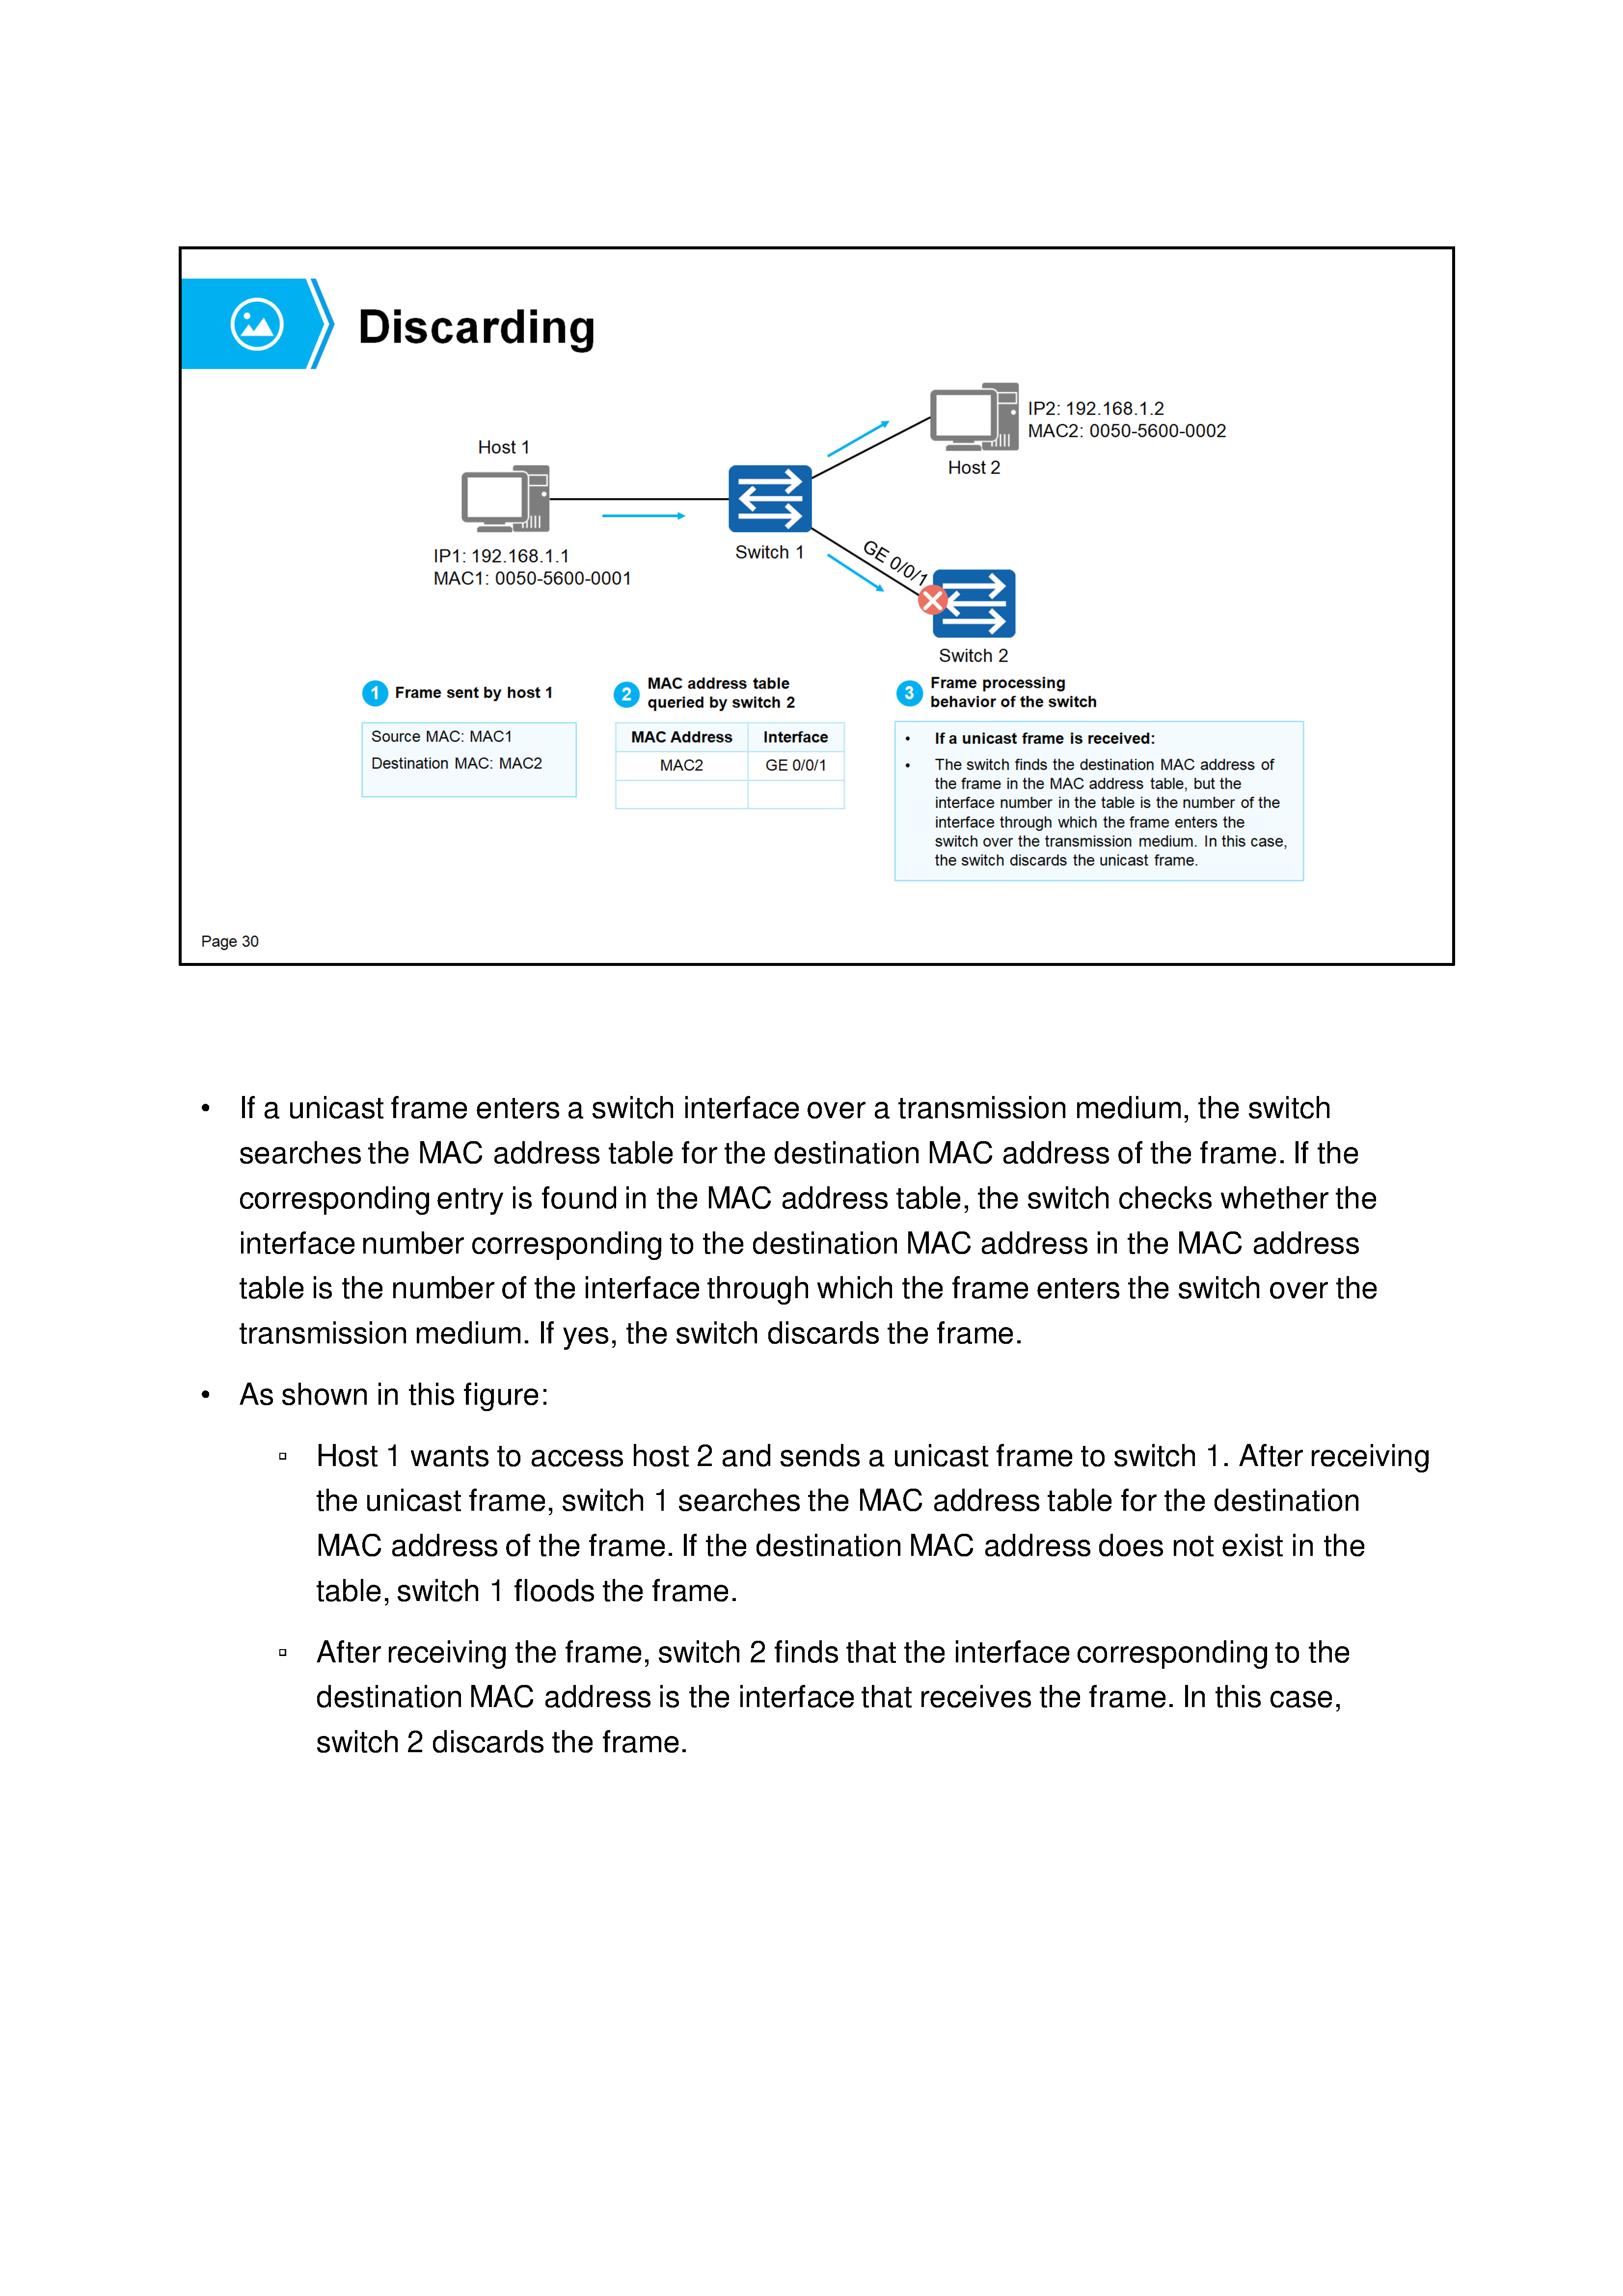 Discarding
Host 1
IP1: 192.168.1.1
MAC1: 0050-5600-0001
Switch 1
IP2: 192.168.1.2
MAC2: 0050-5600-0002
Host 2
GE 0/0/1
Switch 2
1 Frame sent by host 1
Source MAC: MAC1
Destination MAC: MAC2
2 MAC address table
queried by switch 2
MAC Address Interface
MAC2 GE 0/0/1
3 Frame processing
behavior of the switch
• If a unicast frame is received:
• The switch finds the destination MAC address of
the frame in the MAC address table, but the
interface number in the table is the number of the
interface through which the frame enters the
switch over the transmission medium. In this case,
the switch discards the unicast frame.
Page 30
• If a unicast frame enters a switch interface over a transmission medium, the switch
searches the MAC address table for the destination MAC address of the frame. If the
corresponding entry is found in the MAC address table, the switch checks whether the
interface number corresponding to the destination MAC address in the MAC address
table is the number of the interface through which the frame enters the switch over the
transmission medium. If yes, the switch discards the frame.
• As shown in this figure:
▫ Host 1 wants to access host 2 and sends a unicast frame to switch 1. After receiving
the unicast frame, switch 1 searches the MAC address table for the destination
MAC address of the frame. If the destination MAC address does not exist in the
table, switch 1 floods the frame.
▫ After receiving the frame, switch 2 finds that the interface corresponding to the
destination MAC address is the interface that receives the frame. In this case,
switch 2 discards the frame.